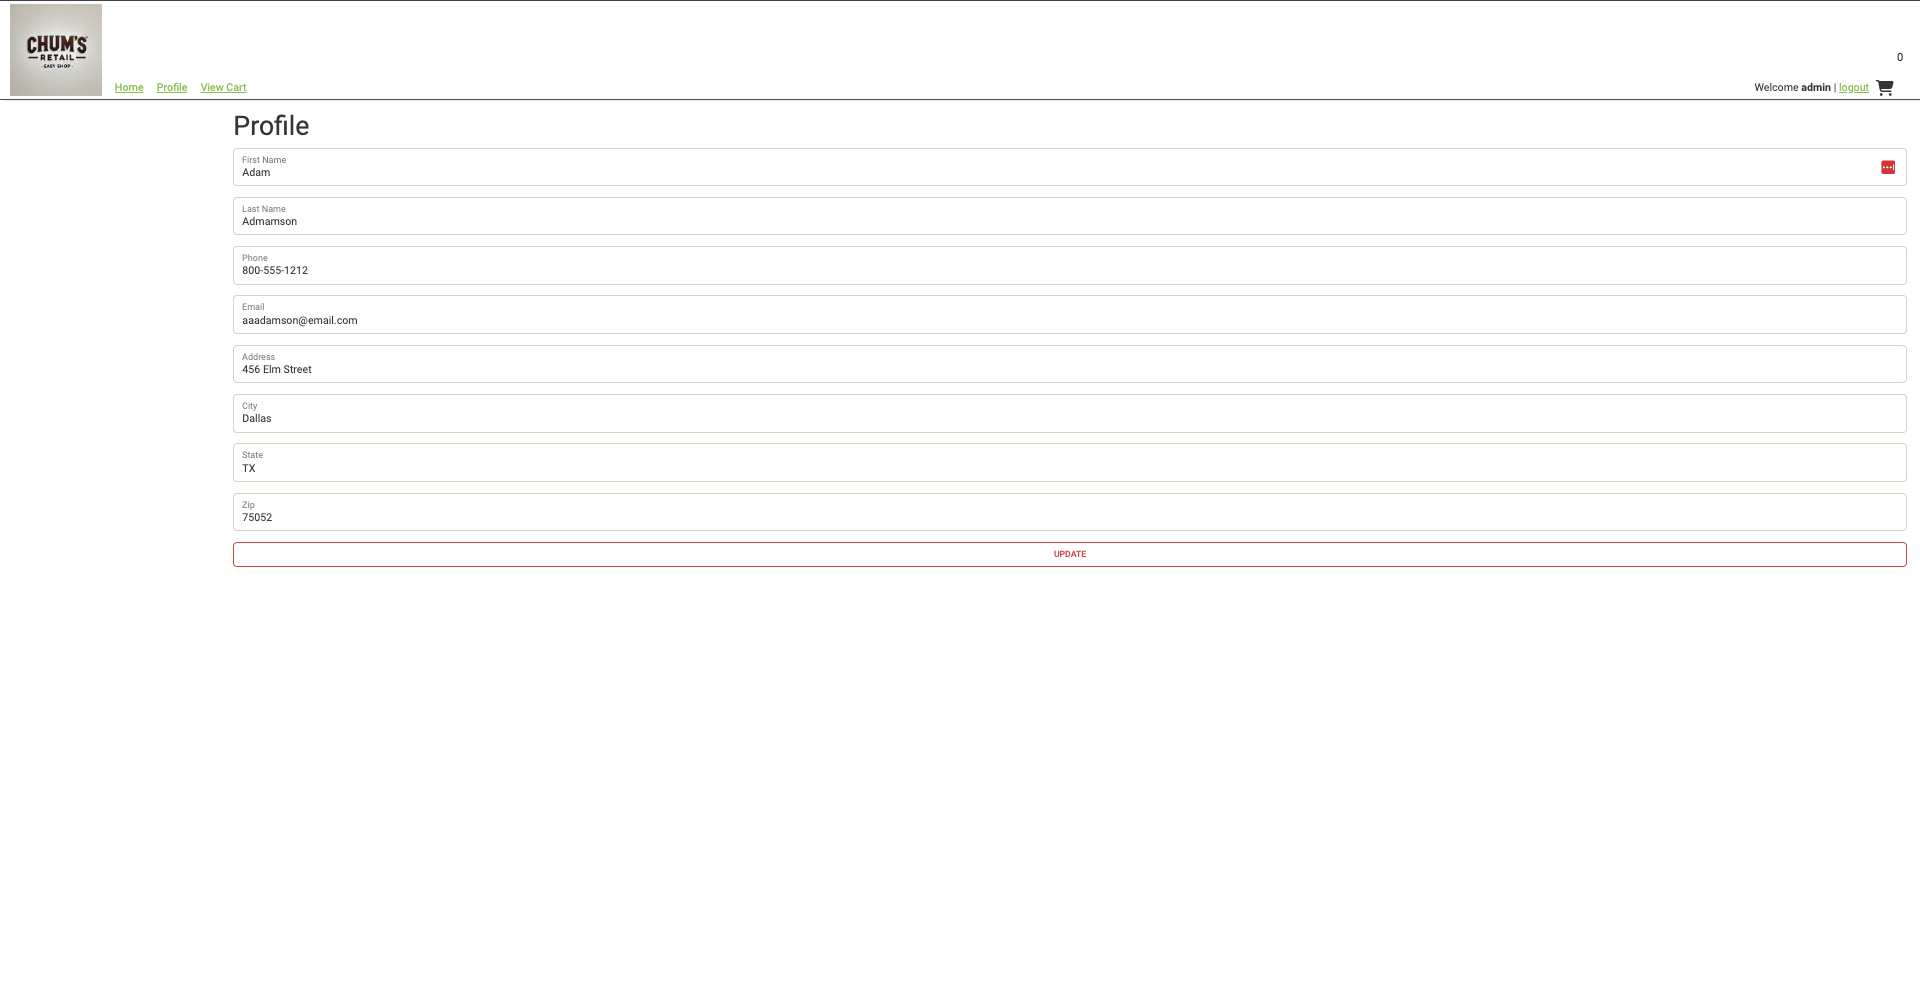 CHUM'S
RETAIL
EASY SHOP
0
Home Profile View Cart
Welcome admin | logout
Profile
First Name
Adam
Last Name
Admamson
Phone
800-555-1212
Email
aaadamson@email.com
Address
456 Elm Street
City
Dallas
State
TX
Zip
75052
UPDATE